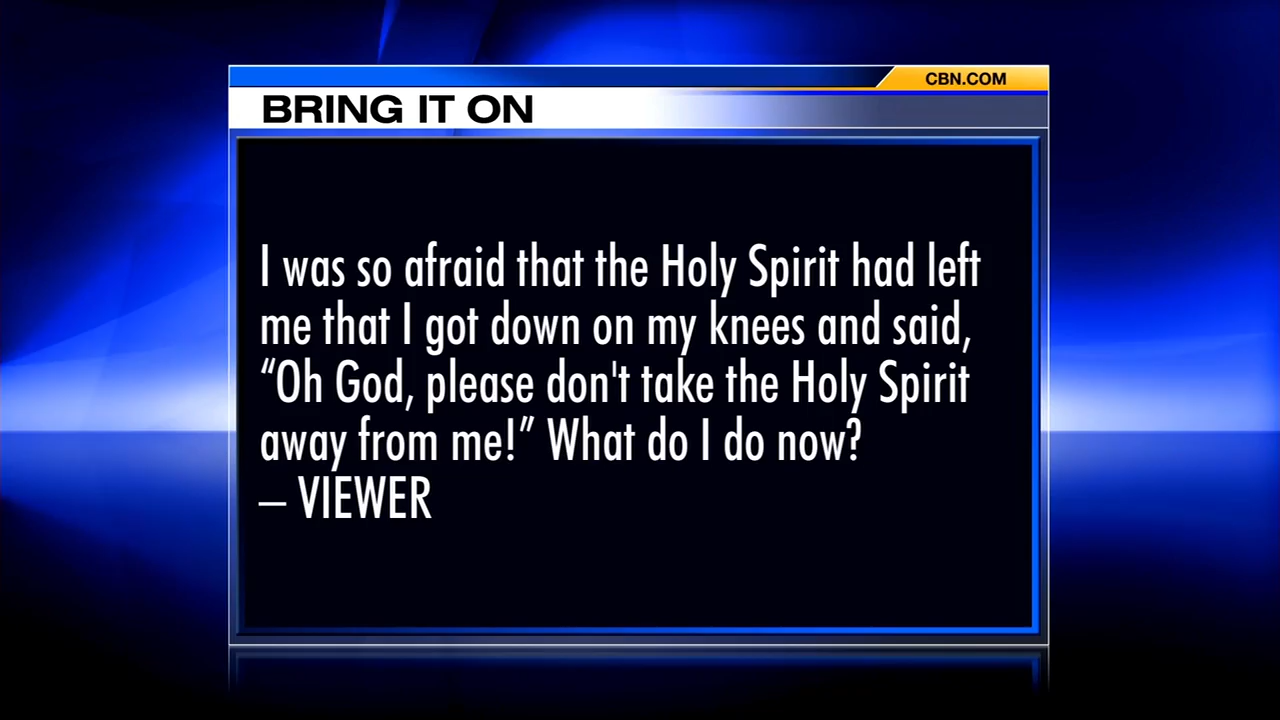 CBN.COM
BRING IT ON
I was so afraid that the Holy Spirit had left
me that I got down on my knees and said,
“Oh God, please don't take the Holy Spirit
away from me!” What do I do now?
– VIEWER